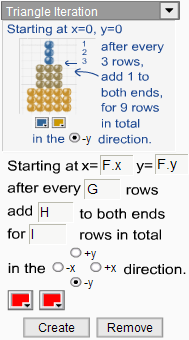 Triangle Iteration
Starting at x=0, y=0
1
2
3
after every
3 rows,
add 1 to
both ends,
for 9 rows
in total
in the -y direction.
Starting at x= F.x y= F.y
after every G rows
add H to both ends
for I rows in total
+y
in the -x +x direction.
-y
Create Remove